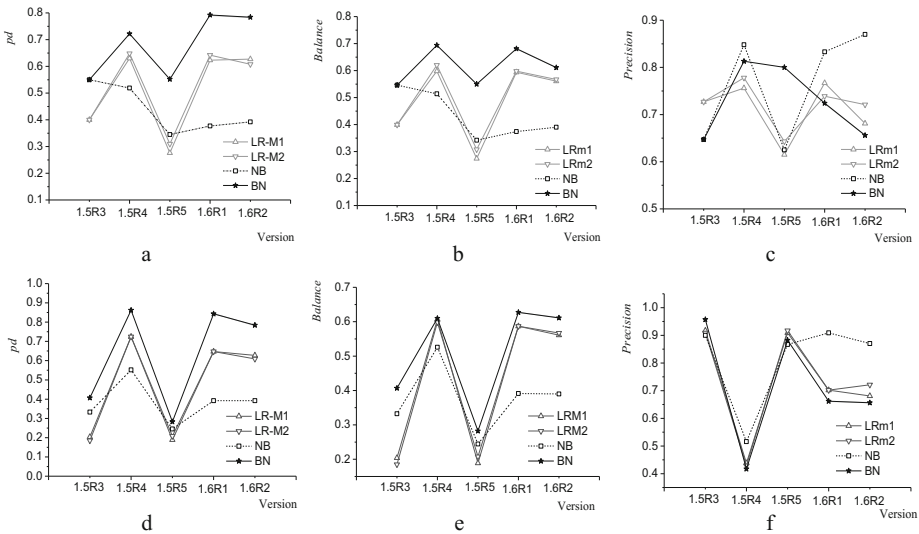 pd
0.8
0.7
0.6
0.5
0.4
0.3
0.2
0.1
LR-M1
LR-M2
NB
BN
1.5R3
1.5R4
1.5R5
1.6R1
1.6R2
Version
a
Balance
0.8
0.7
0.6
0.5
0.4
0.3
0.2
0.1
LRm1
LRm2
NB
BN
1.5R3
1.5R4
1.5R5
1.6R1
1.6R2
Version
b
Precision
0.9
0.8
0.7
0.6
0.5
LRm1
LRm2
NB
BN
1.5R3
1.5R4
1.5R5
1.6R1
1.6R2
Version
c
pd
1.0
0.9
0.8
0.7
0.6
0.5
0.4
0.3
0.2
0.1
0.0
LR-M1
LR-M2
NB
BN
1.5R3
1.5R4
1.5R5
1.6R1
1.6R2
Version
d
Balance
0.7
0.6
0.5
0.4
0.3
0.2
LRM1
LRM2
NB
BN
1.5R3
1.5R4
1.5R5
1.6R1
1.6R2
Version
e
Precision
1.0
0.9
0.8
0.7
0.6
0.5
0.4
LRm1
LRm2
NB
BN
1.5R3
1.5R4
1.5R5
1.6R1
1.6R2
Version
f